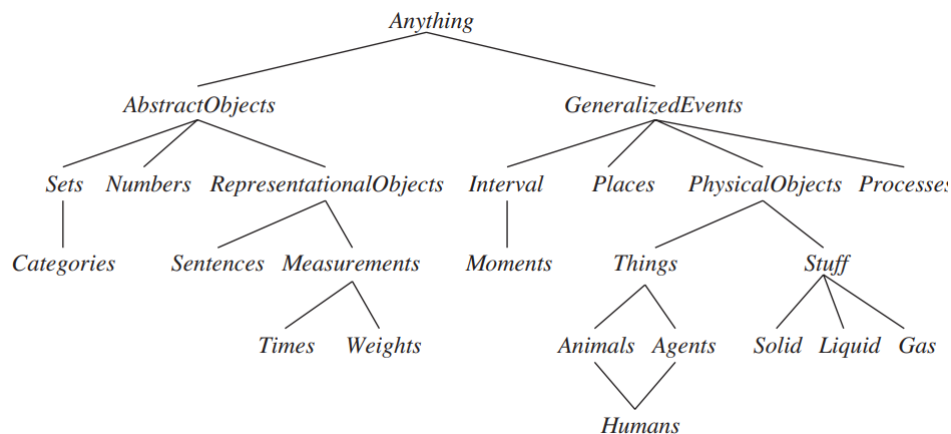 Anything
AbstractObjects GeneralizedEvents
Sets Numbers RepresentationalObjects Interval Places PhysicalObjects Processes
Categories Sentences Measurements Moments Things Stuff
Times Weights Animals Agents Solid Liquid Gas
Humans